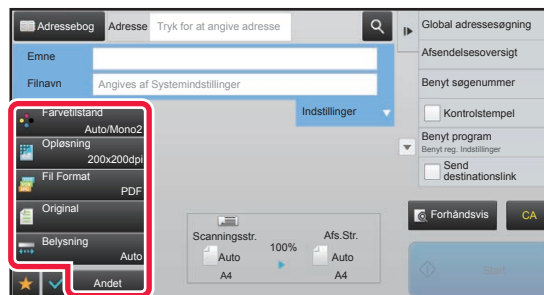 Adressebog
Adresse
Tryk for at angive adresse
Emne
Filnavn
Angives af Systemindstillinger
Indstillinger
Farvetilstand
Auto/Mono2
Opløsning
200x200dpi
Fil Format
PDF
Original
Belysning
Auto
Andet
Scanningsstr.
Auto
A4
100%
Afs.Str.
Auto
A4
Global adressesøgning
Afsendelsesoversigt
Benyt søgenummer
Kontrolstempel
Benyt program
Benyt reg. Indstillinger
Send
destinationslink
Forhåndsvis
CA
Start